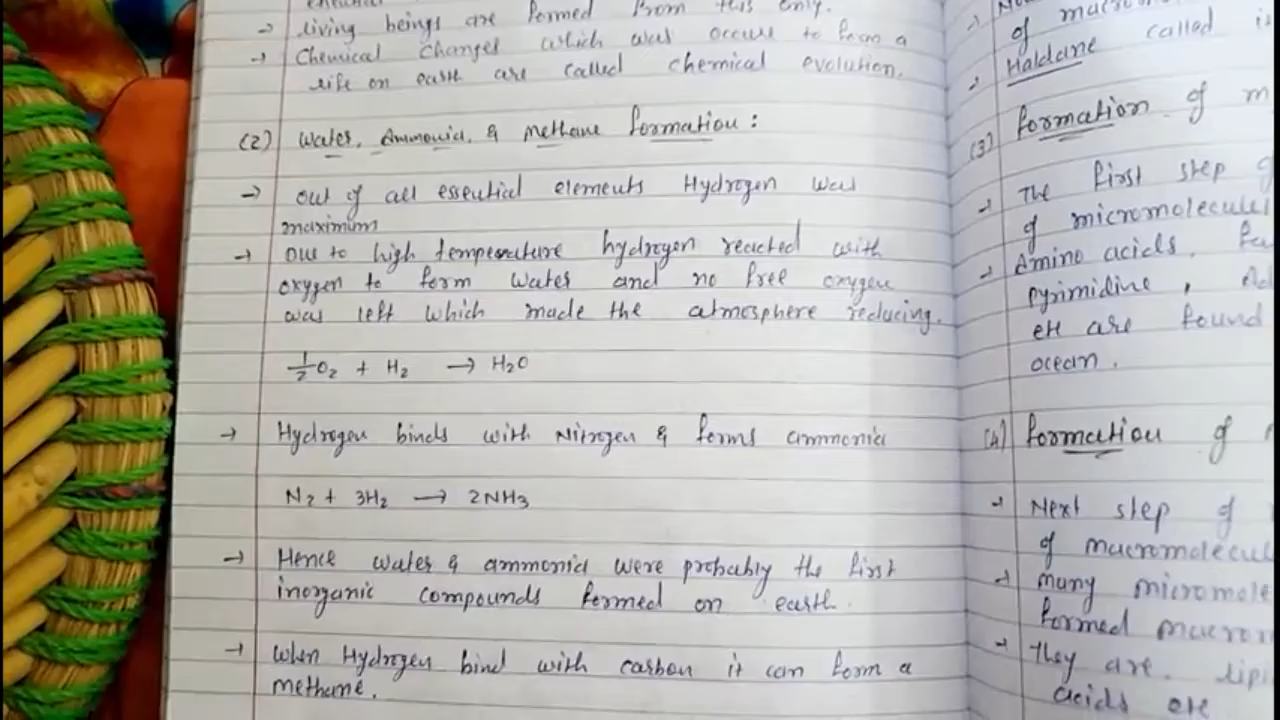 → living beings are formed from this only.
→ Chemical changes which was occurs to form a
life on earth are called chemical evolution.
(2) Water, Ammonia, & Methane formation :
→ out of all essential elements Hydrogen was
maximum
→ Due to high temperature hydrogen reacted with
oxygen to form water and no free oxygen
was left which made the atmosphere reducing.
½O2 + H2 → H2O
→ Hydrogen binds with Nitrogen & forms ammonia
N2 + 3H2 → 2NH3
→ Hence water & ammonia were probably the first
inorganic compounds formed on earth.
→ When Hydrogen bind with carbon it can form a
methane.
of
→ Haldane called
(3) formation of m
→ The first step
of micromolecules
→ Amino acids,
pyrimidine,
etc are found
ocean.
(4) formation of
→ Next step of
of macromolecul
→ many micromole
formed macro
→ They are lipi
acids etc